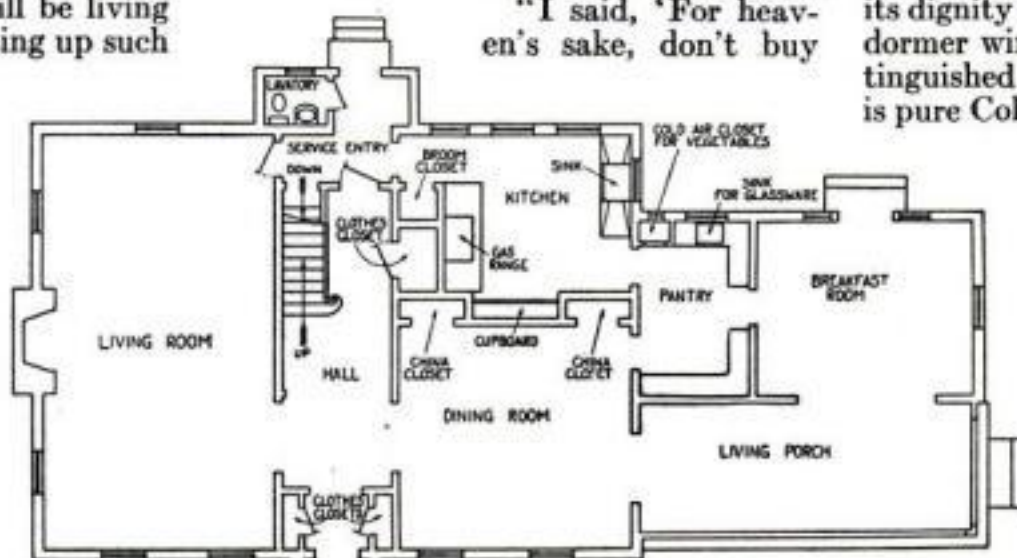 ll be living
ing up such
"I said, 'For heav-
en's sake, don't buy
its dignity
dormer wi
tinguished
is pure Col
LAVATORY
SERVICE ENTRY
DOWN
BROOM
CLOSET
SINK
KITCHEN
COLD AIR CLOSET
FOR VEGETABLES
SINK
FOR GLASSWARE
CLOTHES
CLOSET
GAS
RANGE
PANTRY
BREAKFAST
ROOM
LIVING ROOM
UP
HALL
CHINA
CLOSET
CUPBOARD
CHINA
CLOSET
DINING ROOM
LIVING PORCH
CLOTHES
CLOSETS